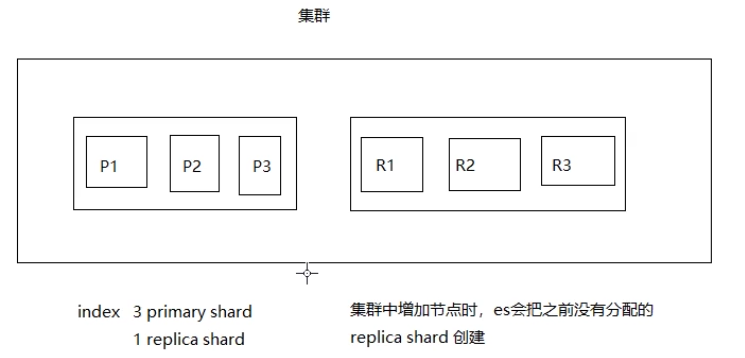 集群
P1 P2 P3 R1 R2 R3
index 3 primary shard
1 replica shard
集群中增加节点时，es会把之前没有分配的
replica shard 创建